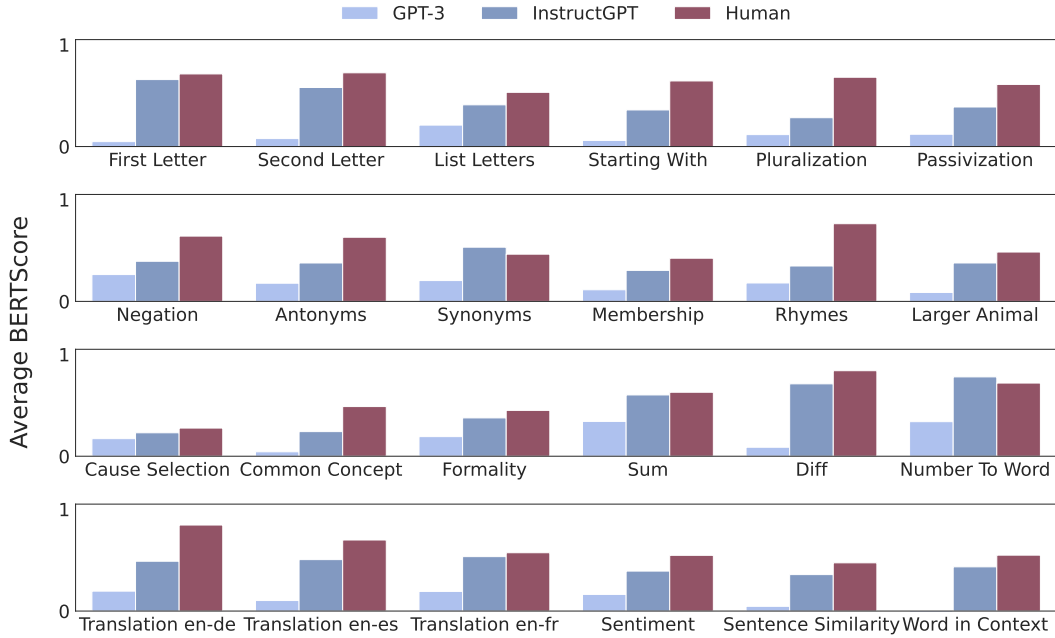 GPT-3 InstructGPT Human
Average BERTScore
1
0
First Letter Second Letter List Letters Starting With Pluralization Passivization
1
0
Negation Antonyms Synonyms Membership Rhymes Larger Animal
1
0
Cause Selection Common Concept Formality Sum Diff Number To Word
1
0
Translation en-de Translation en-es Translation en-fr Sentiment Sentence Similarity Word in Context